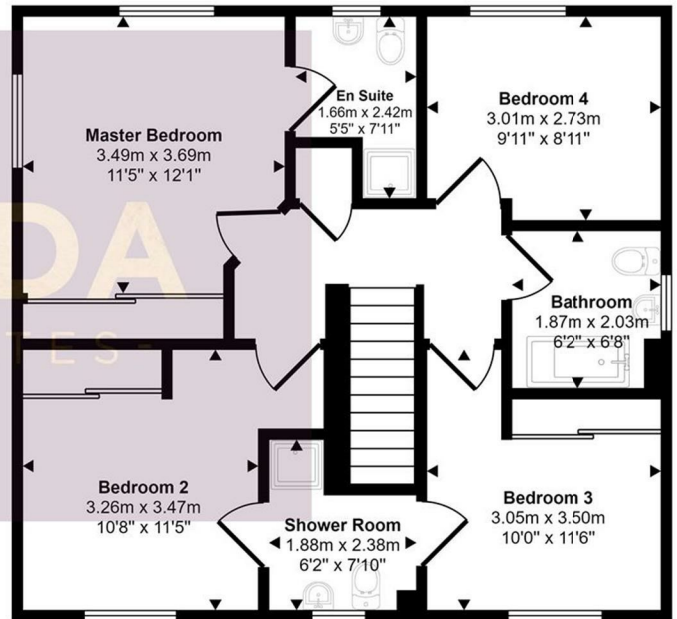 Master Bedroom
3.49m x 3.69m
11'5" x 12'1"
En Suite
1.66m x 2.42m
5'5" x 7'11"
Bedroom 4
3.01m x 2.73m
9'11" x 8'11"
DA
TES-
Bathroom
1.87m x 2.03m
6'2" x 6'8"
Bedroom 2
3.26m x 3.47m
10'8" x 11'5"
Shower Room
1.88m x 2.38m
6'2" x 7'10"
Bedroom 3
3.05m x 3.50m
10'0" x 11'6"